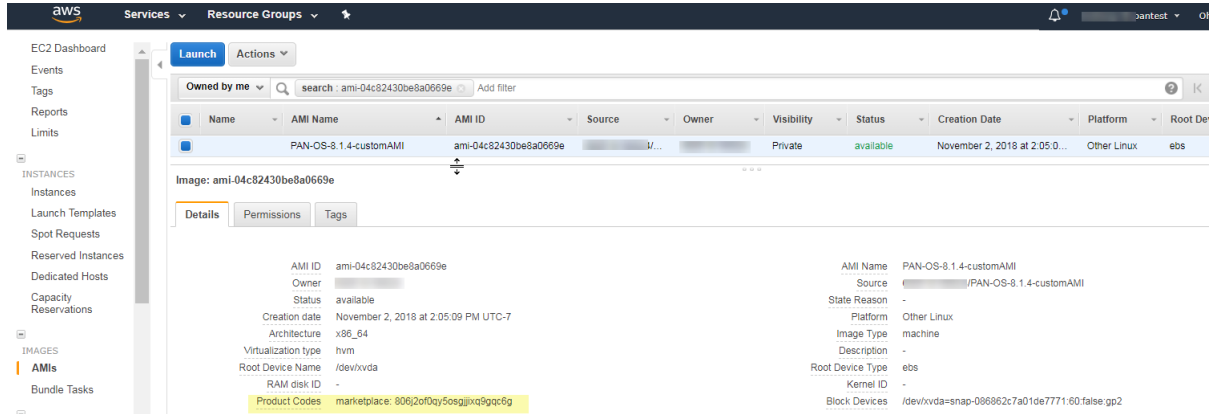 aws Services Resource Groups pantest
EC2 Dashboard
Events
Tags
Reports
Limits
INSTANCES
Instances
Launch Templates
Spot Requests
Reserved Instances
Dedicated Hosts
Capacity
Reservations
IMAGES
AMIs
Bundle Tasks
Launch Actions
Owned by me search : ami-04c82430be8a0669e Add filter
Name AMI Name AMI ID Source Owner Visibility Status Creation Date Platform Root Dev
PAN-OS-8.1.4-customAMI ami-04c82430be8a0669e Private available November 2, 2018 at 2:05:0... Other Linux ebs
Image: ami-04c82430be8a0669e
Details Permissions Tags
AMI ID ami-04c82430be8a0669e AMI Name PAN-OS-8.1.4-customAMI
Owner Source /PAN-OS-8.1.4-customAMI
Status available State Reason -
Creation date November 2, 2018 at 2:05:09 PM UTC-7 Platform Other Linux
Architecture x86_64 Image Type machine
Virtualization type hvm Description -
Root Device Name /dev/xvda Root Device Type ebs
RAM disk ID - Kernel ID -
Product Codes marketplace: 806j2of0qy5osgjjixq9gqc6g Block Devices /dev/xvda=snap-086862c7a01de7771:60:false:gp2